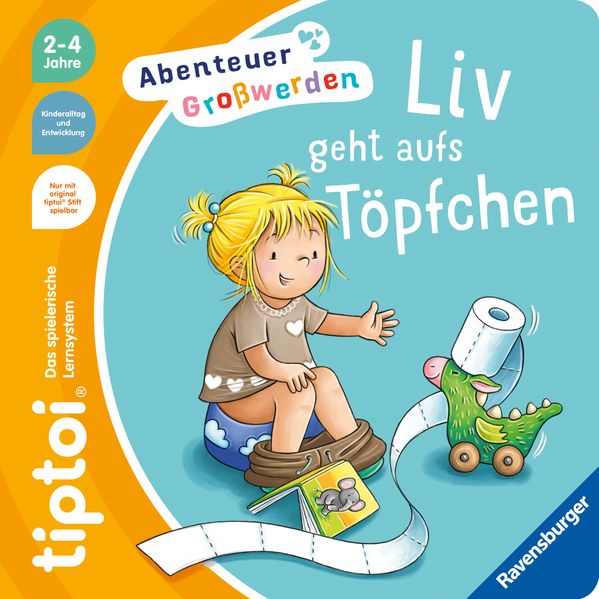 2-4
Jahre
Kinderalltag
und
Entwicklung
Nur mit
original
tiptoi® Stift
spielbar
Abenteuer
Großwerden
Liv
geht aufs
Töpfchen
tiptoi®
Das spielerische
Lernsystem
Ravensburger